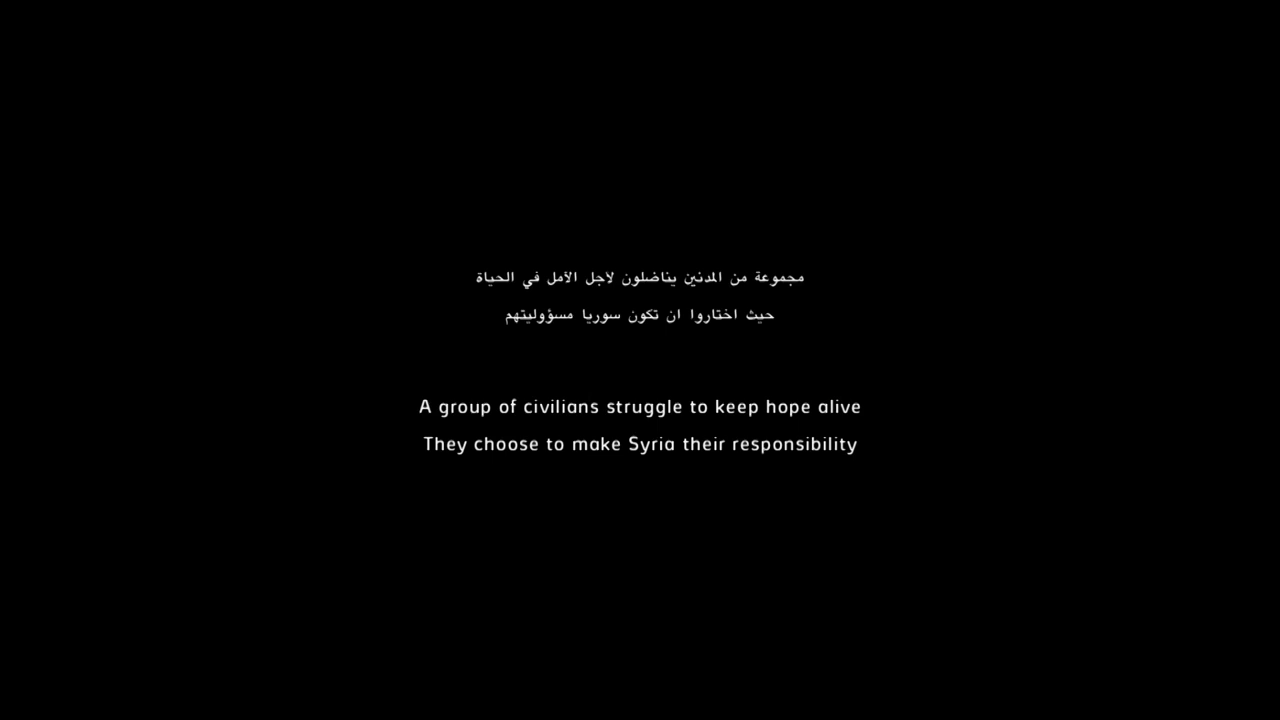 مجموعة من المدنين يناضلون لاجل الامل في الحياة
حيث اختاروا ان تكون سوريا مسؤوليتهم
A group of civilians struggle to keep hope alive
They choose to make Syria their responsibility